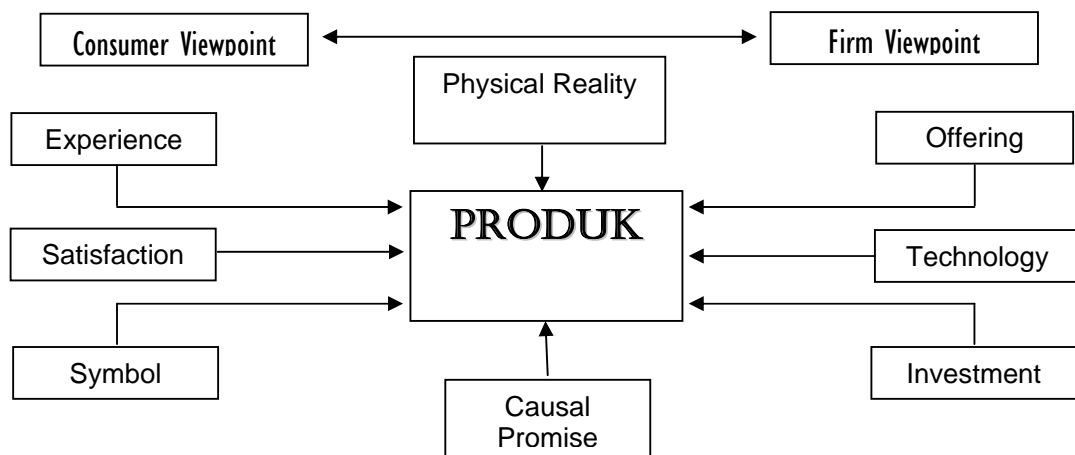 Consumer Viewpoint
Firm Viewpoint
Physical Reality
Experience
Offering
PRODUK
Satisfaction
Technology
Symbol
Investment
Causal
Promise